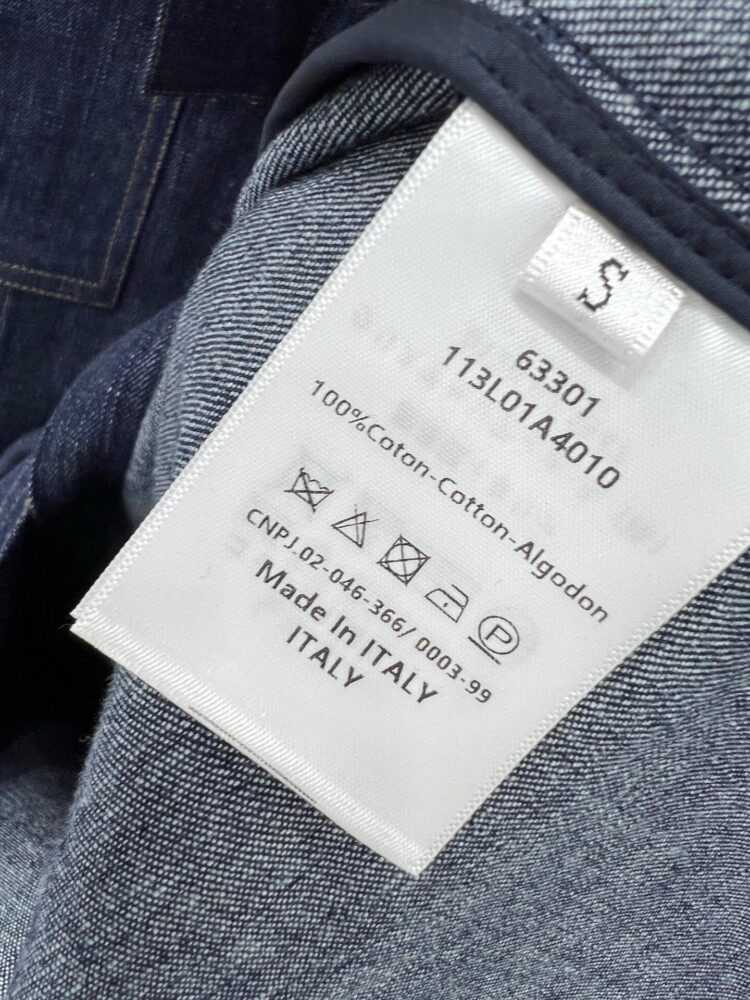 S
63301
113L01A4010
100%Coton-Cotton-Algodon
P
CNPJ.02-046-366/ 0003-99
Made In ITALY
ITALY